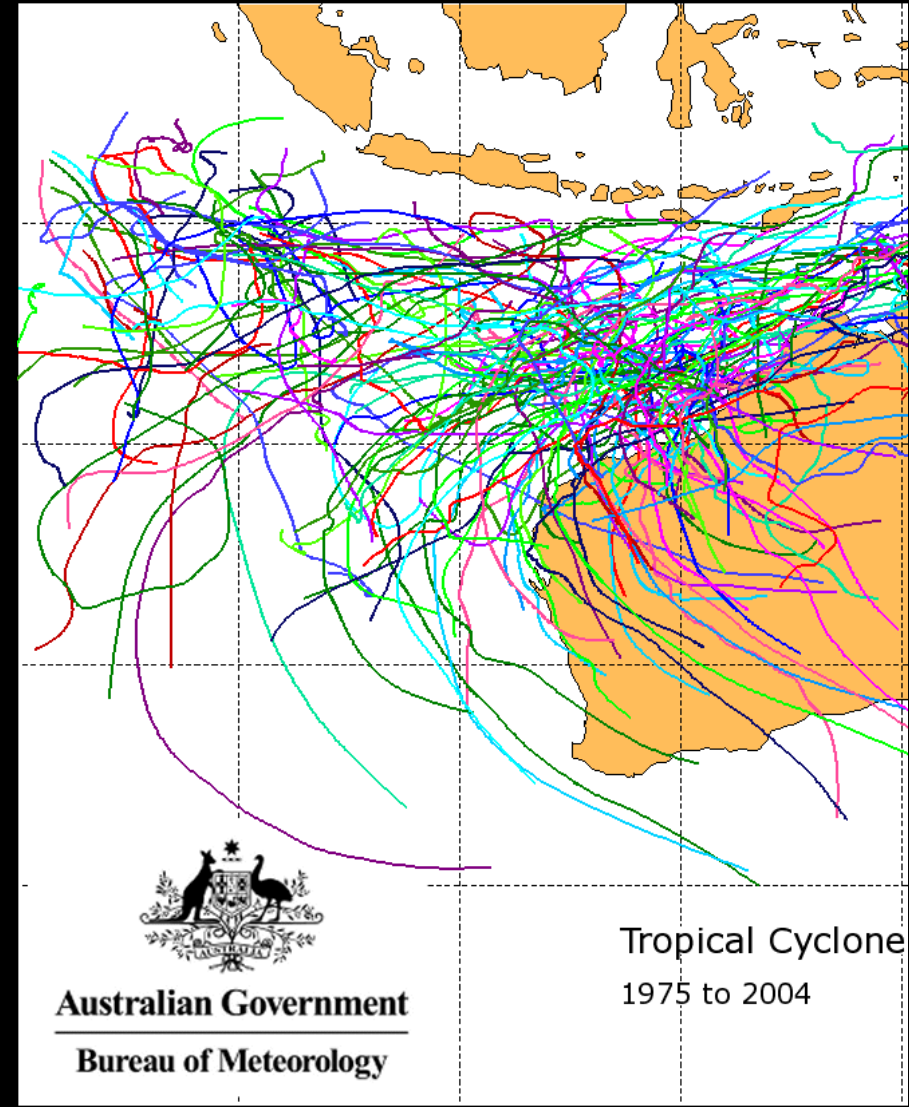 AUSTRALIA
Tropical Cyclone
Australian Government
1975 to 2004
Bureau of Meteorology